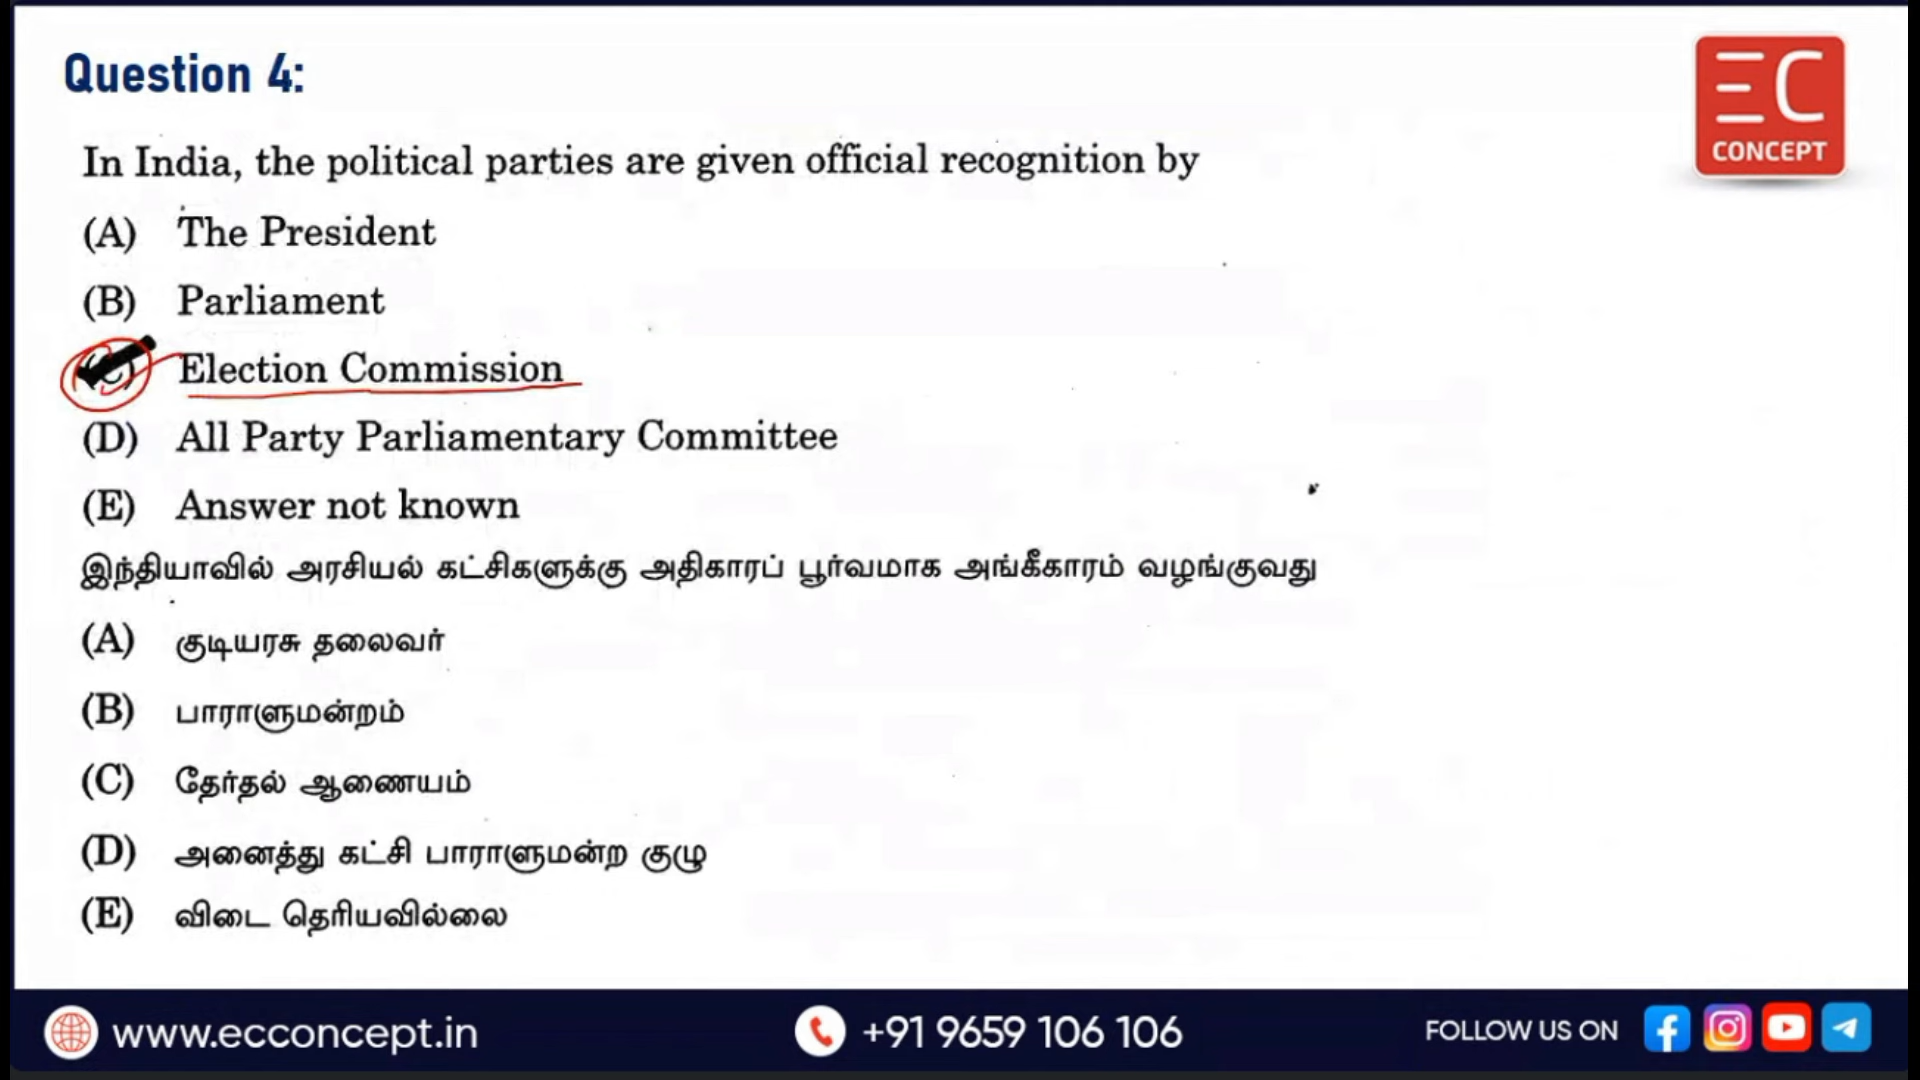 Question 4:
EC
CONCEPT
In India, the political parties are given official recognition by
(A) The President
(B) Parliament
(C) Election Commission
(D) All Party Parliamentary Committee
(E) Answer not known
இந்தியாவில் அரசியல் கட்சிகளுக்கு அதிகாரப் பூர்வமாக அங்கீகாரம் வழங்குவது
(A) குடியரசு தலைவர்
(B) பாராளுமன்றம்
(C) தேர்தல் ஆணையம்
(D) அனைத்து கட்சி பாராளுமன்ற குழு
(E) விடை தெரியவில்லை
www.ecconcept.in +91 9659 106 106 FOLLOW US ON